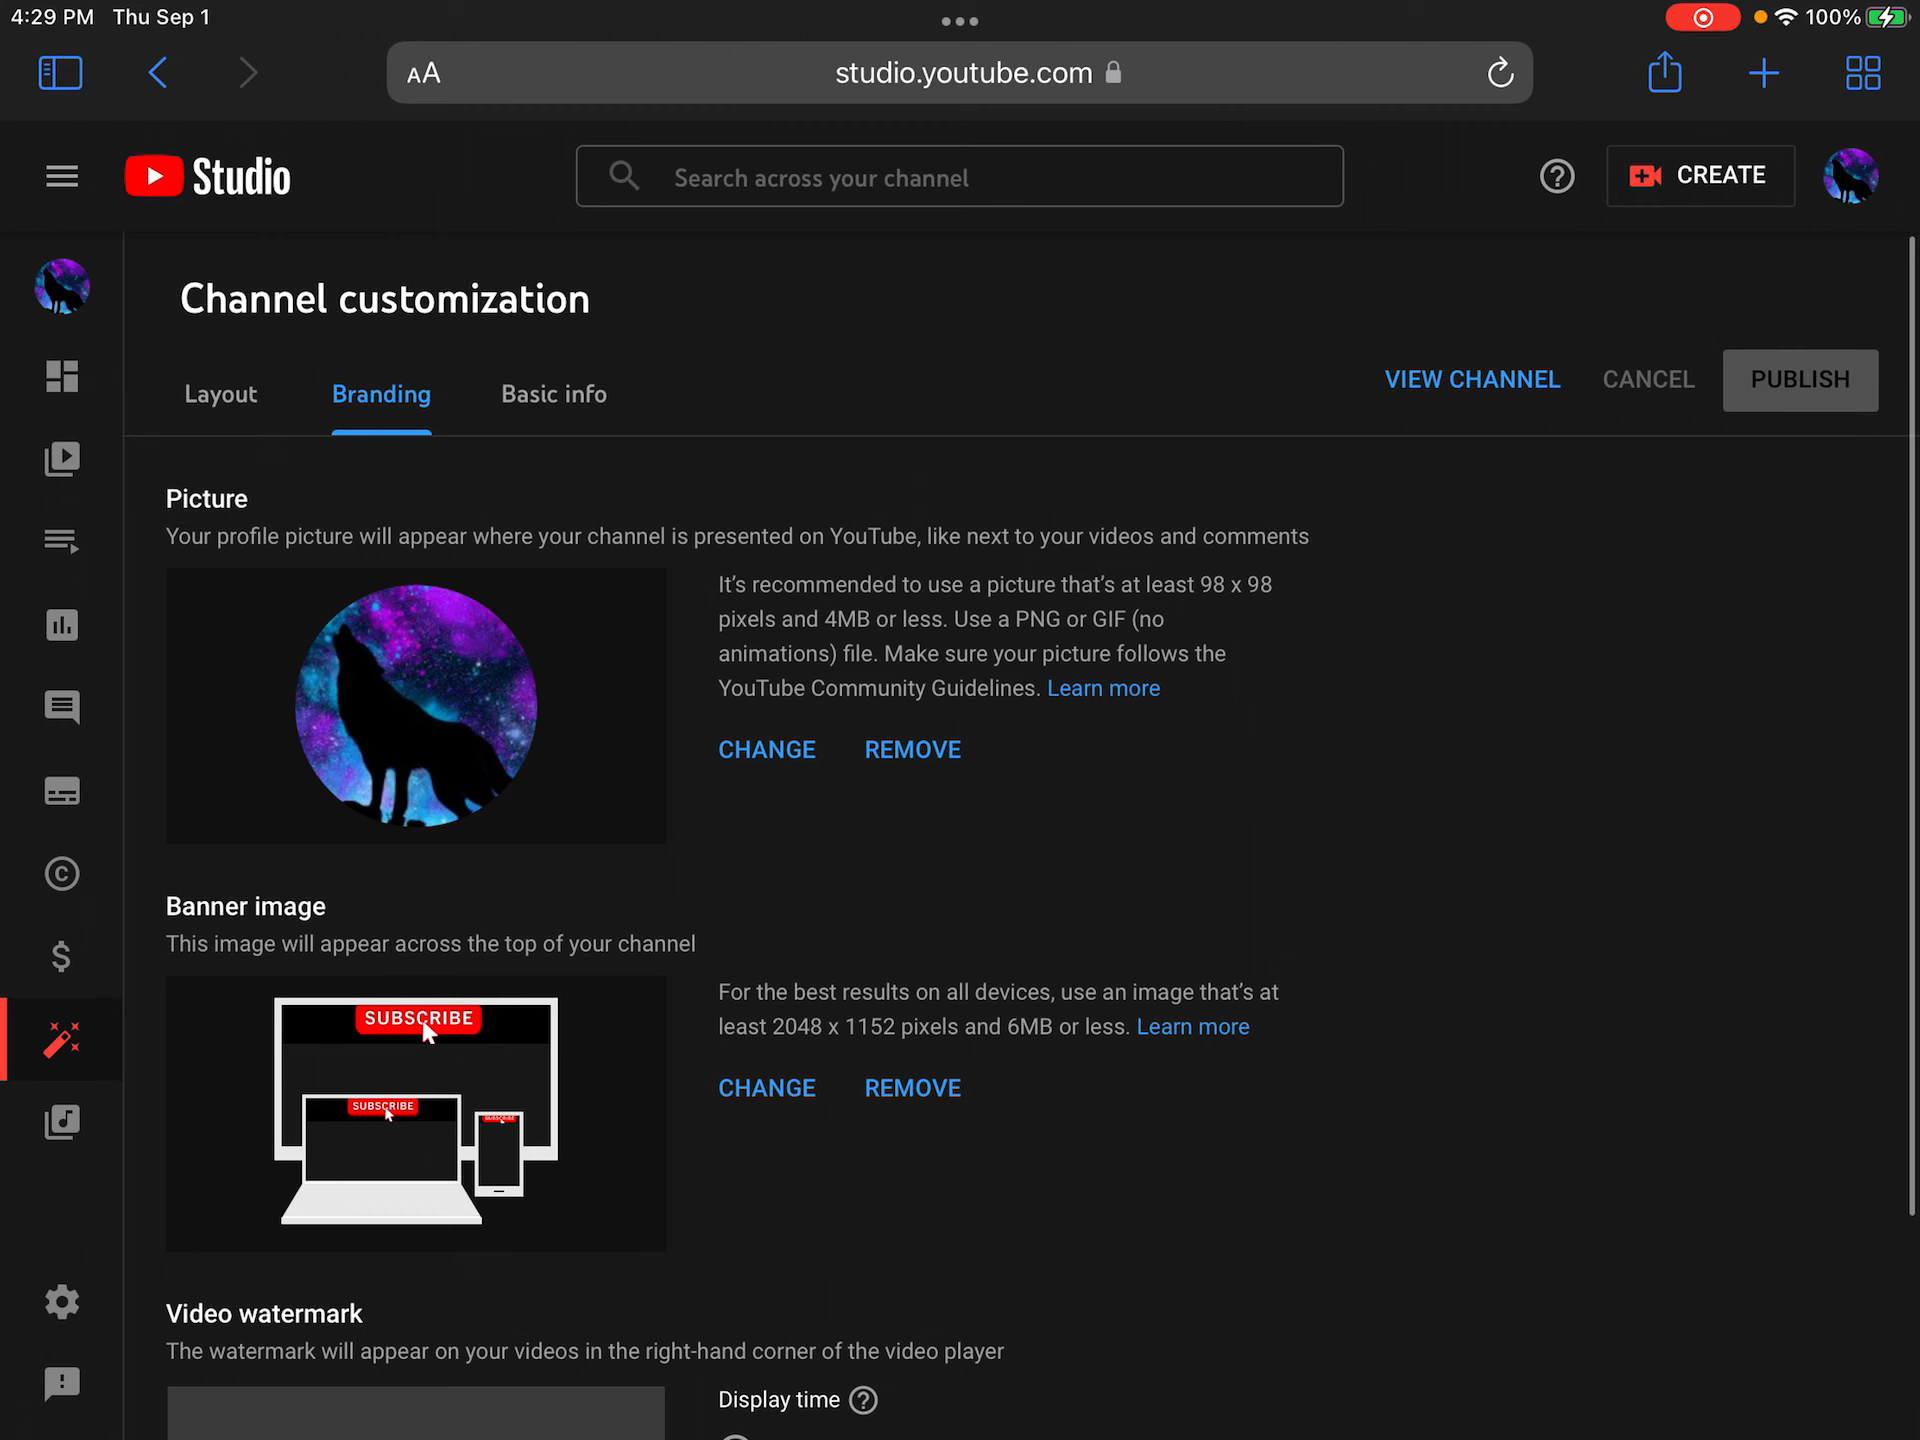 4:29 PM Thu Sep 1
100%
AA
studio.youtube.com
Studio
Search across your channel
CREATE
Channel customization
Layout
Branding
Basic info
VIEW CHANNEL
CANCEL
PUBLISH
Picture
Your profile picture will appear where your channel is presented on YouTube, like next to your videos and comments
It's recommended to use a picture that's at least 98 x 98
pixels and 4MB or less. Use a PNG or GIF (no
animations) file. Make sure your picture follows the
YouTube Community Guidelines. Learn more
CHANGE
REMOVE
Banner image
This image will appear across the top of your channel
SUBSCRIBE
SUBSCRIBE
SUBSCRIBE
For the best results on all devices, use an image that's at
least 2048 x 1152 pixels and 6MB or less. Learn more
CHANGE
REMOVE
Video watermark
The watermark will appear on your videos in the right-hand corner of the video player
Display time